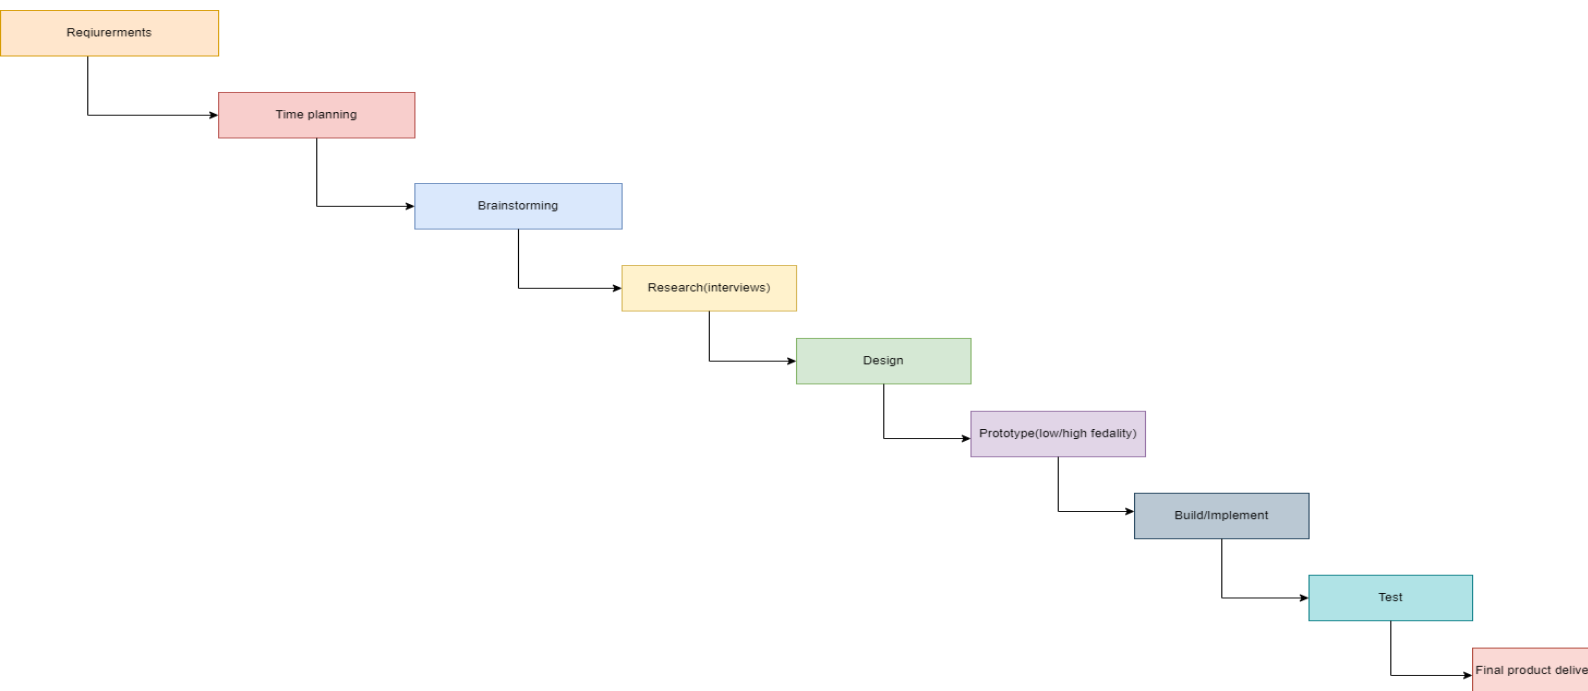 Reqiurerments
Time planning
Brainstorming
Research(interviews)
Design
Prototype(low/high fedality)
Build/Implement
Test
Final product delive